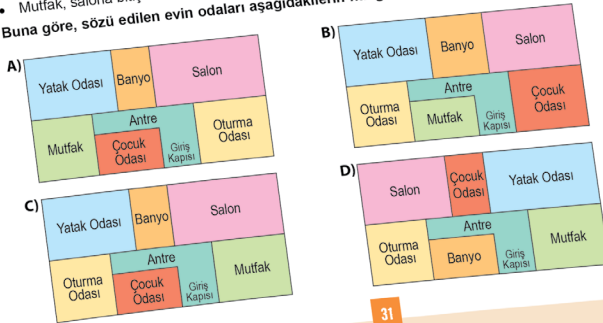 • Mutfak, salona
Buna göre, sözü edilen evin odaları aşağıdakilerin
A)
Yatak Odası Banyo Salon
Mutfak Antre Oturma Odası
Çocuk Odası Giriş Kapısı
B)
Yatak Odası Banyo Salon
Oturma Odası Antre Çocuk Odası
Mutfak Giriş Kapısı
C)
Yatak Odası Banyo Salon
Oturma Odası Antre Mutfak
Çocuk Odası Giriş Kapısı
D)
Salon Çocuk Odası Yatak Odası
Oturma Odası Antre Mutfak
Banyo Giriş Kapısı
31